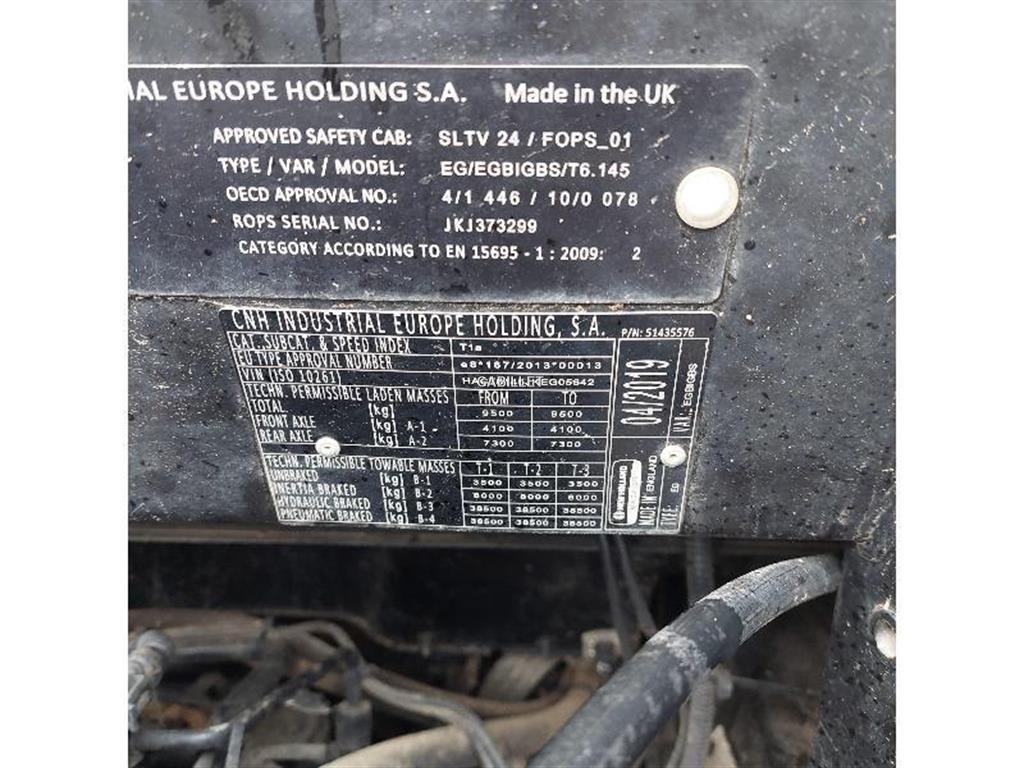 IAL EUROPE HOLDING S.A. Made in the UK
APPROVED SAFETY CAB: SLTV 24 / FOPS_01
TYPE / VAR / MODEL: EG/EGBIGBS/T6.145
OECD APPROVAL NO.: 4/1 446 / 10/0 078
ROPS SERIAL NO.: JKJ373299
CATEGORY ACCORDING TO EN 15695 - 1 : 2009: 2
CNH INDUSTRIAL EUROPE HOLDING, S.A. P/N: 51435576
CAT., SUBCAT. & SPEED INDEX T1a
EU TYPE APPROVAL NUMBER e8*167/2013*00013
VIN (ISO 10261)
TECHN. PERMISSIBLE LADEN MASSES FROM TO
TOTAL [kg] 9500 9500
FRONT AXLE [kg] A-1 4100 4100
REAR AXLE [kg] A-2 7300 7300
TECHN. PERMISSIBLE TOWABLE MASSES T-1 T-2 T-3
UNBRAKED [kg] B-1 3500 3500 3500
INERTIA BRAKED [kg] B-2 8000 8000 8000
HYDRAULIC BRAKED [kg] B-3 38500 38500 38500
PNEUMATIC BRAKED [kg] B-4 38500 38500 38500
04/2019
VAR.: EGBIGBS
NEW HOLLAND
MADE IN ENGLAND
TYPE: EG